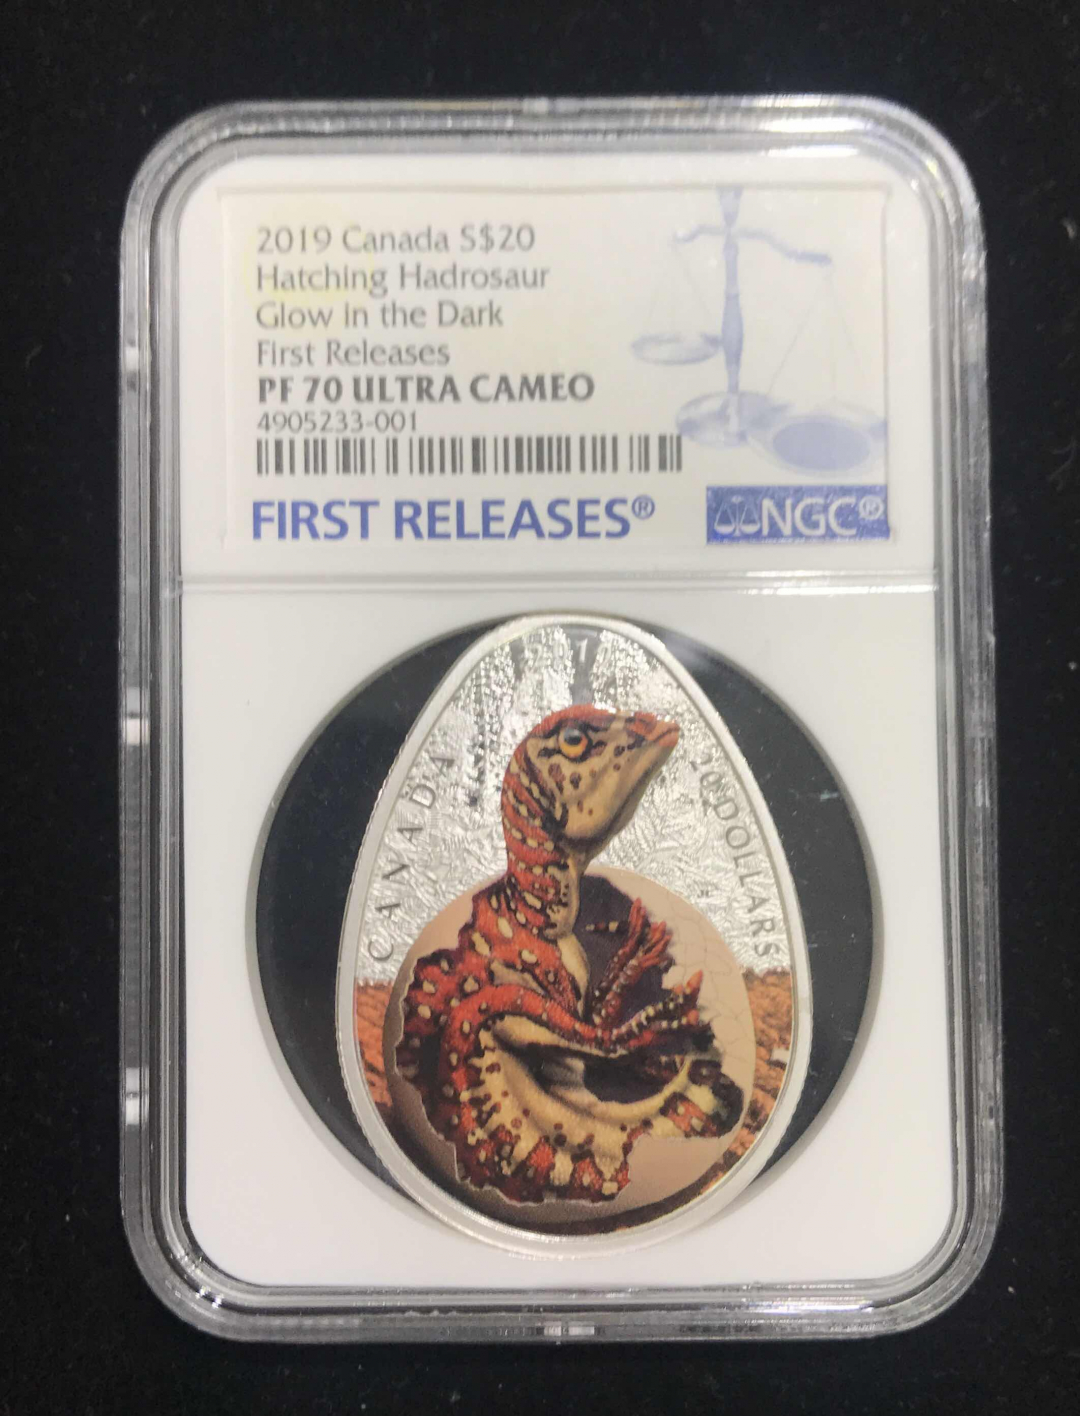 2019 Canada S$20
Hatching Hadrosaur
Glow in the Dark
First Releases
PF 70 ULTRA CAMEO
4905233-001
FIRST RELEASES®
NGC®
2019
CANADA
20 DOLLARS